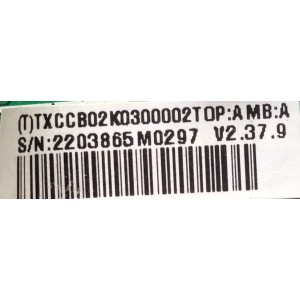 (T)TXCCB02K0300002TOP:AMB:A
S/N:2203865M0297 V2.37.9